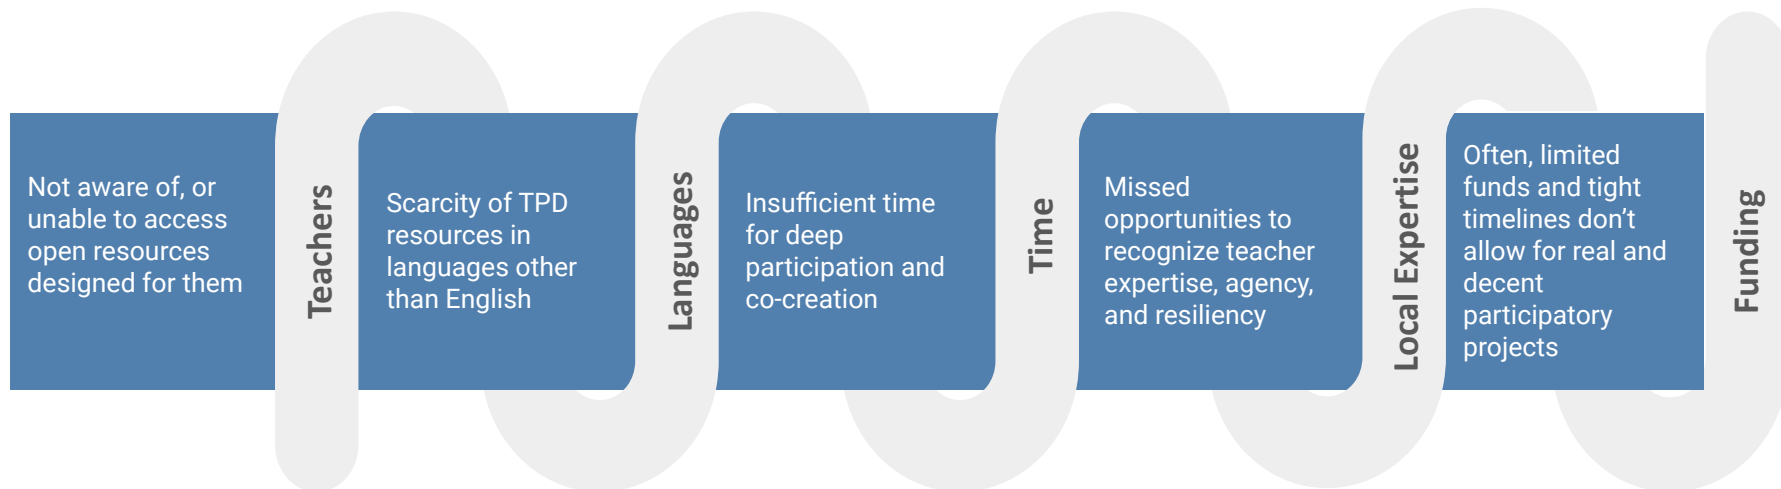 Not aware of, or
unable to access
open resources
designed for them
Teachers
Scarcity of TPD
resources in
languages other
than English
Languages
Insufficient time
for deep
participation and
co-creation
Time
Missed
opportunities to
recognize teacher
expertise, agency,
and resiliency
Local Expertise
Often, limited
funds and tight
timelines don’t
allow for real and
decent
participatory
projects
Funding